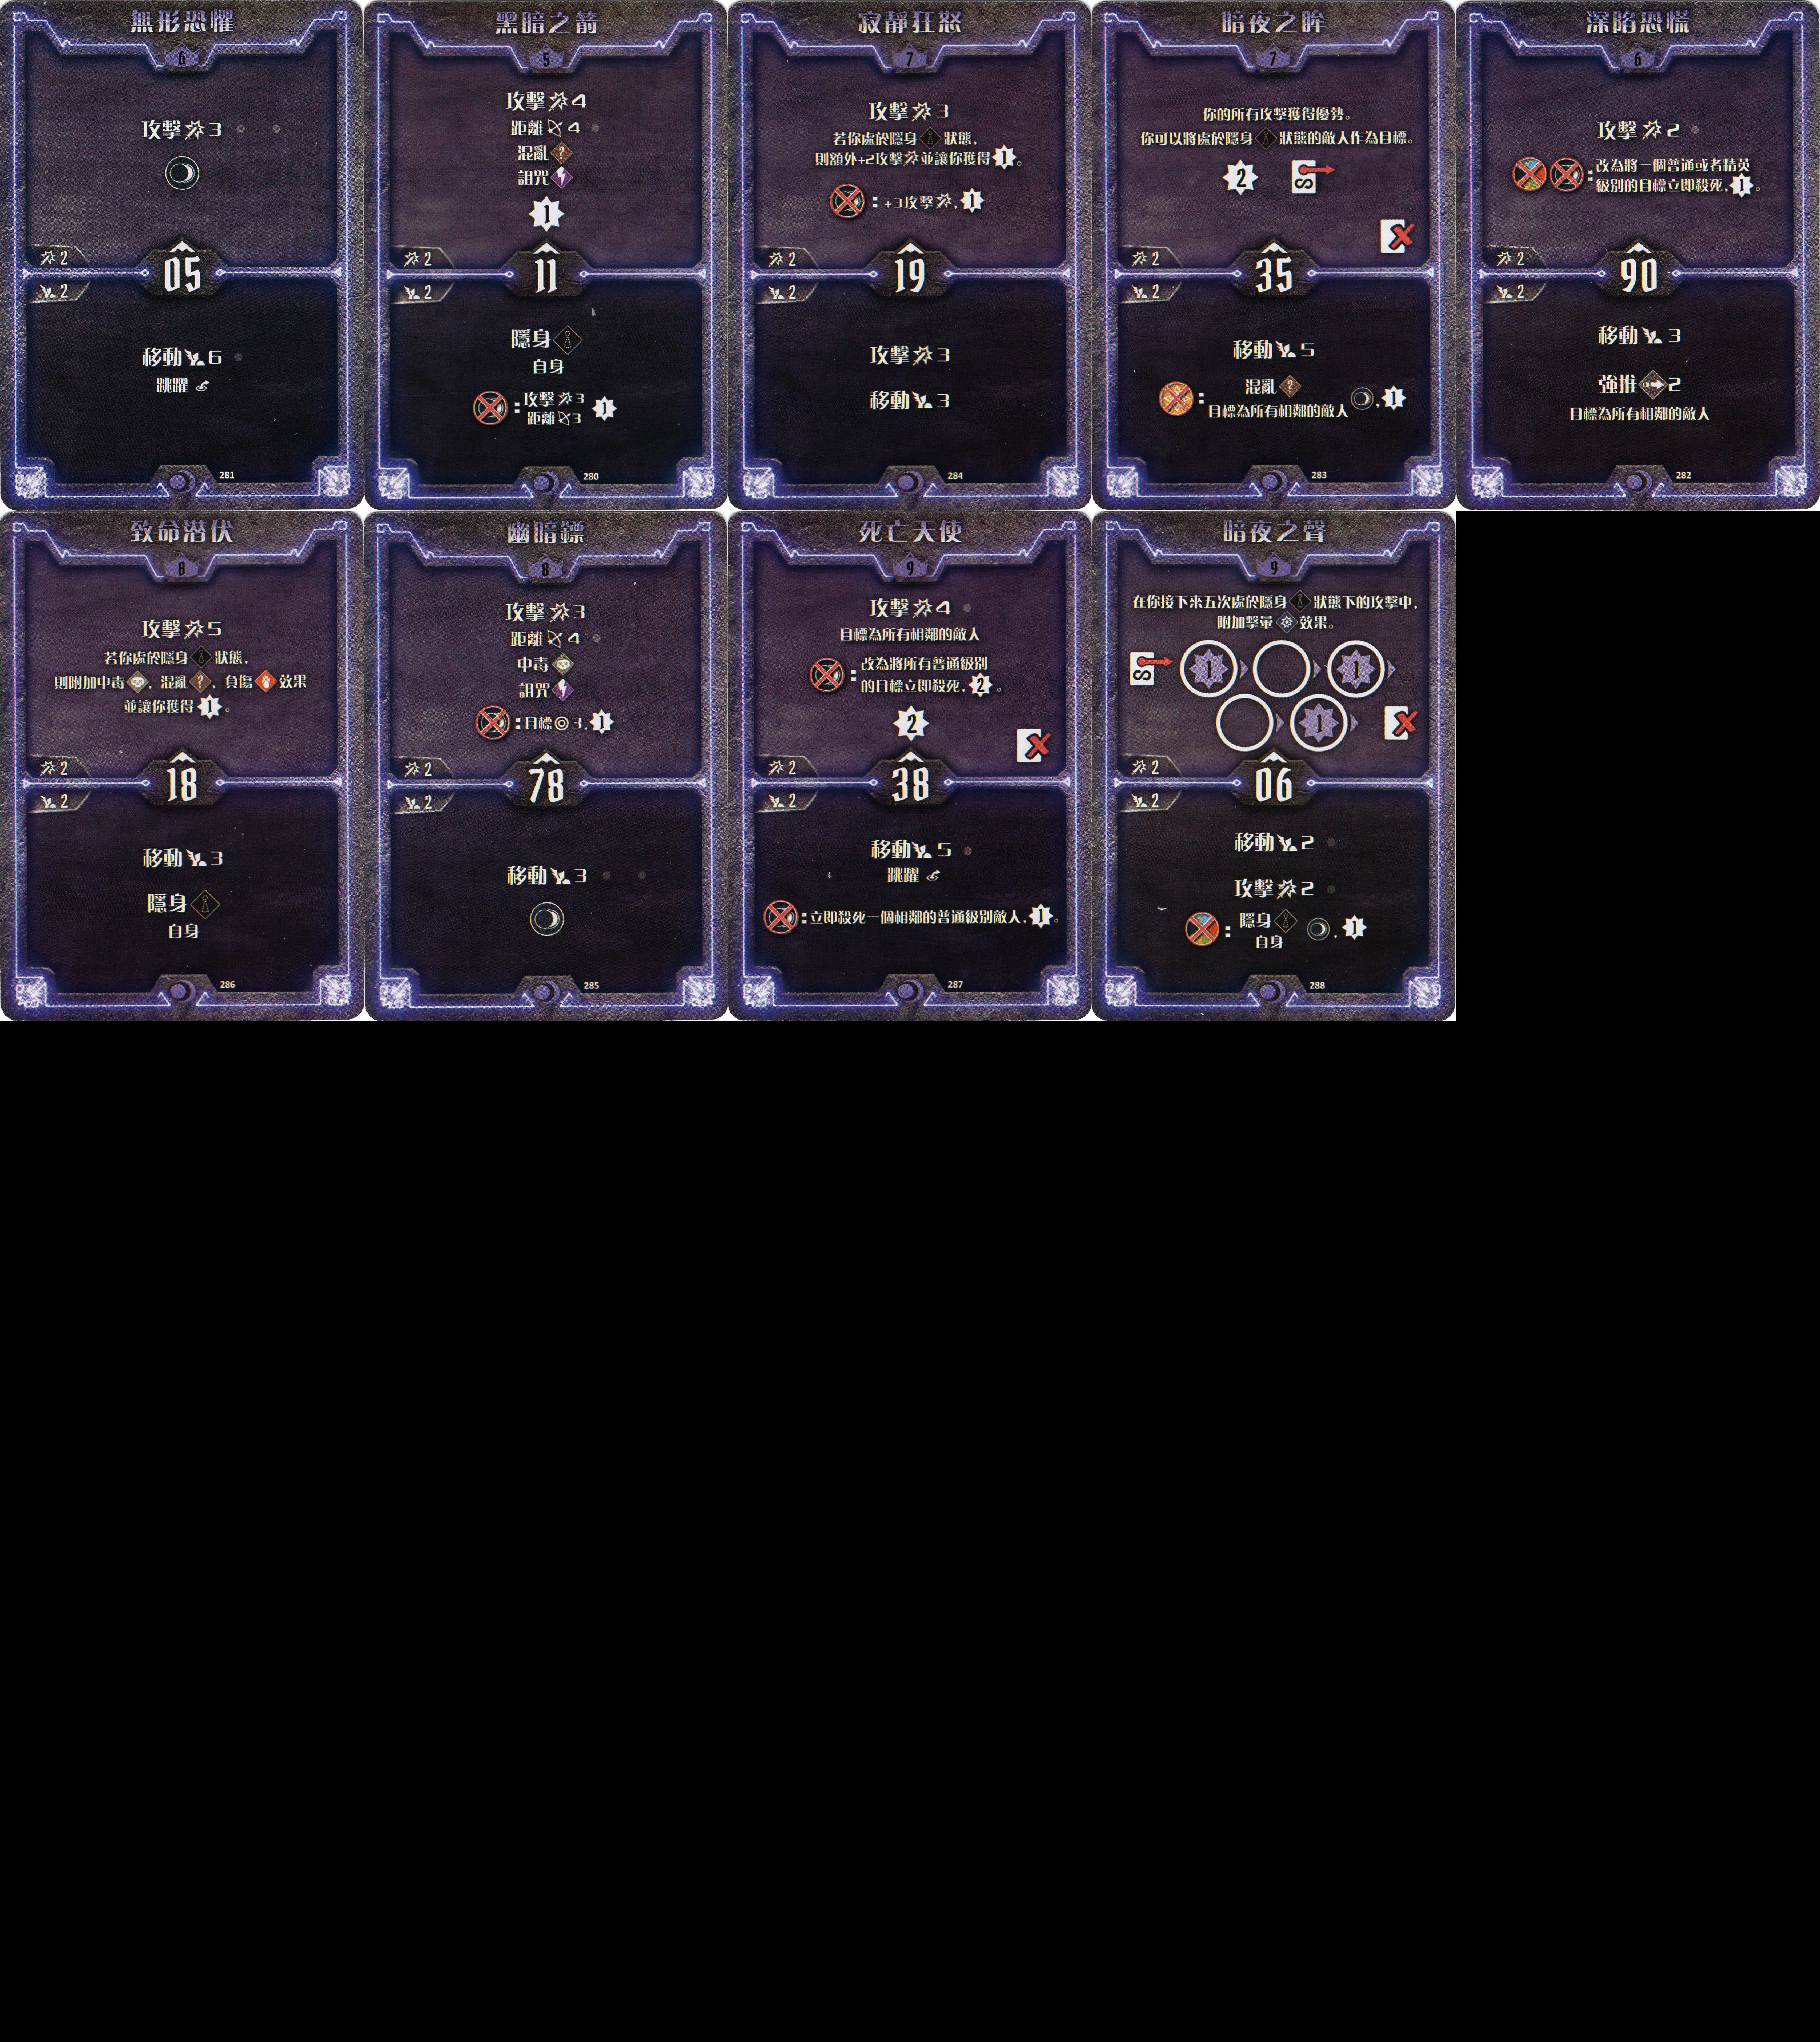 無形恐懼
6
攻擊 3
2
05
2
移動 6
跳躍
281
黑暗之箭
5
攻擊 4
距離 4
混亂 ?
詛咒
1
2
11
2
隱身
自身
:攻擊 3
距離 3
1
280
寂靜狂怒
7
攻擊 3
若你處於隱身 狀態,
則額外+2攻擊 並讓你獲得 1 。
: +3攻擊 , 1
2
19
2
攻擊 3
移動 3
284
暗夜之眸
7
你的所有攻擊獲得優勢。
你可以將處於隱身 狀態的敵人作為目標。
2 S
2
35
2
移動 5
: 混亂 ?
目標為所有相鄰的敵人 , 1
283
深陷恐慌
6
攻擊 2
:改為將一個普通或者精英
級別的目標立即殺死, 1 。
2
90
2
移動 3
強推 2
目標為所有相鄰的敵人
282
致命潜伏
8
攻擊 5
若你處於隱身 狀態,
則附加中毒 , 混亂 ? , 負傷 效果
並讓你獲得 1 。
2
18
2
移動 3
隱身
自身
286
幽暗鏢
8
攻擊 3
距離 4
中毒
詛咒
:目標 3, 1
2
78
2
移動 3
285
死亡天使
9
攻擊 4
目標為所有相鄰的敵人
:改為將所有普通級別
的目標立即殺死, 2 。
2
2
38
2
移動 5
跳躍
:立即殺死一個相鄰的普通級別敵人, 1 。
287
暗夜之聲
9
在你接下來五次處於隱身 狀態下的攻擊中,
附加擊暈 效果。
S 1 1
1
2
06
2
移動 2
攻擊 2
: 隱身
自身
, 1
288